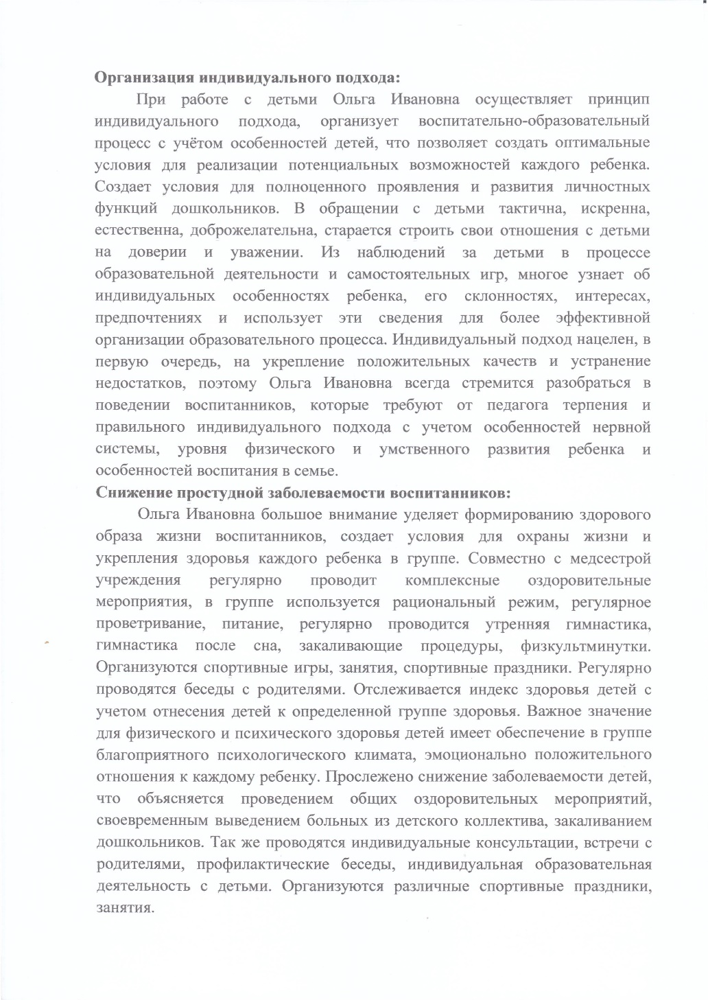 Организация индивидуального подхода:
При работе с детьми Ольга Ивановна осуществляет принцип
индивидуального подхода, организует воспитательно-образовательный
процесс с учётом особенностей детей, что позволяет создать оптимальные
условия для реализации потенциальных возможностей каждого ребенка.
Создает условия для полноценного проявления и развития личностных
функций дошкольников. В обращении с детьми тактична, искренна,
естественна, доброжелательна, старается строить свои отношения с детьми
на доверии и уважении. Из наблюдений за детьми в процессе
образовательной деятельности и самостоятельных игр, многое узнает об
индивидуальных особенностях ребенка, его склонностях, интересах,
предпочтениях и использует эти сведения для более эффективной
организации образовательного процесса. Индивидуальный подход нацелен, в
первую очередь, на укрепление положительных качеств и устранение
недостатков, поэтому Ольга Ивановна всегда стремится разобраться в
поведении воспитанников, которые требуют от педагога терпения и
правильного индивидуального подхода с учетом особенностей нервной
системы, уровня физического и умственного развития ребенка и
особенностей воспитания в семье.
Снижение простудной заболеваемости воспитанников:
Ольга Ивановна большое внимание уделяет формированию здорового
образа жизни воспитанников, создает условия для охраны жизни и
укрепления здоровья каждого ребенка в группе. Совместно с медсестрой
учреждения регулярно проводит комплексные оздоровительные
мероприятия, в группе используется рациональный режим, регулярное
проветривание, питание, регулярно проводится утренняя гимнастика,
гимнастика после сна, закаливающие процедуры, физкультминутки.
Организуются спортивные игры, занятия, спортивные праздники. Регулярно
проводятся беседы с родителями. Отслеживается индекс здоровья детей с
учетом отнесения детей к определенной группе здоровья. Важное значение
для физического и психического здоровья детей имеет обеспечение в группе
благоприятного психологического климата, эмоционально положительного
отношения к каждому ребенку. Прослежено снижение заболеваемости детей,
что объясняется проведением общих оздоровительных мероприятий,
своевременным выведением больных из детского коллектива, закаливанием
дошкольников. Так же проводятся индивидуальные консультации, встречи с
родителями, профилактические беседы, индивидуальная образовательная
деятельность с детьми. Организуются различные спортивные праздники,
занятия.